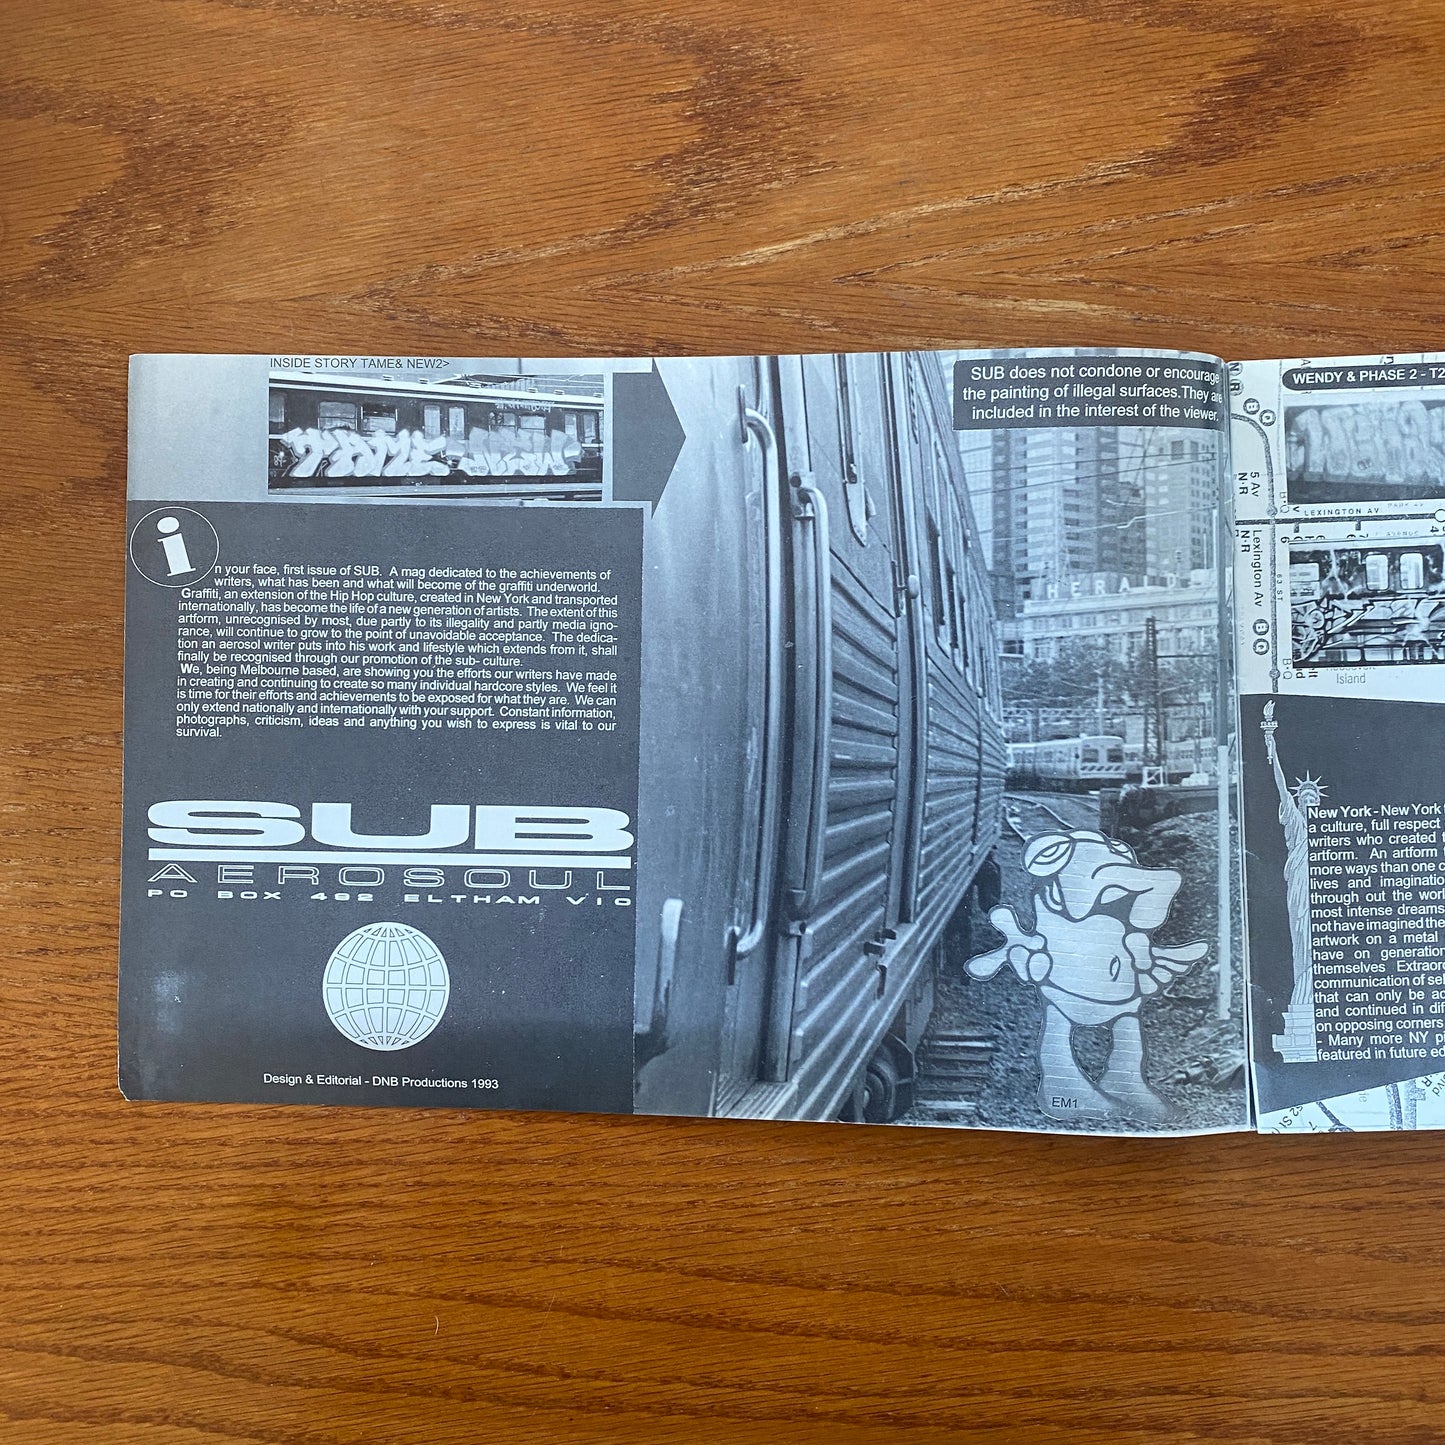 INSIDE STORY TAME& NEW2>
TAME
in your face, first issue of SUB. A mag dedicated to the achievements of
writers, what has been and what will become of the graffiti underworld.
Graffiti, an extension of the Hip Hop culture, created in New York and transported
internationally, has become the life of a new generation of artists. The extent of this
artform, unrecognised by most, due partly to its illegality and partly media igno-
rance, will continue to grow to the point of unavoidable acceptance. The dedica-
tion an aerosol writer puts into his work and lifestyle which extends from it, shall
finally be recognised through our promotion of the sub- culture.
We, being Melbourne based, are showing you the efforts our writers have made
in creating and continuing to create so many individual hardcore styles. We feel it
is time for their efforts and achievements to be exposed for what they are. We can
only extend nationally and internationally with your support. Constant information,
photographs, criticism, ideas and anything you wish to express is vital to our
survival.
SUB
AEROSOUL
PO BOX 492 ELTHAM VIC
Design & Editorial - DNB Productions 1993
SUB does not condone or encourage
the painting of illegal surfaces.They are
included in the interest of the viewer.
HERA
EM1
WENDY & PHASE 2 - T2
5 Av
N·R
LEXINGTON AV
Lexington Av
N·R
63 ST
B·Q
Island
New York - New York
a culture, full respect
writers who created
artform. An artform
more ways than one
lives and imagination
through out the
most intense dreams
not have imagined
artwork on a metal
have on generation
themselves
communication of
that can only be
and continued in
on opposing corners
- Many more NY
featured in future